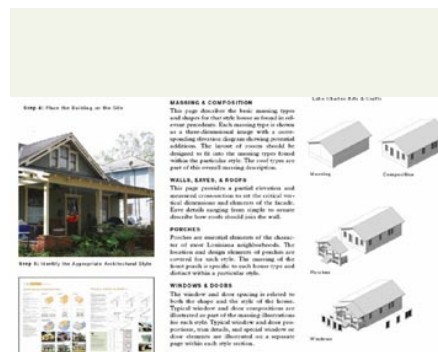 Step 4: Place the Building on the Site
Step 5: Identify the Appropriate Architectural Style
MASSING & COMPOSITION
This page describes the basic massing types
and shapes for that style house as found in rel-
evant precedents. Each massing type is shown
as a three-dimensional image with a corre-
sponding elevation diagram showing potential
additions. The layout of rooms should be
designed to fit into the massing types found
within the particular style. The roof types are
part of this overall massing description.
WALLS, EAVES, & ROOFS
This page provides a partial elevation and
measured cross-section to set the critical ver-
tical dimensions and elements of the facade.
Eave details ranging from simple to ornate
describe how roofs should join the wall.
PORCHES
Porches are essential elements of the charac-
ter of most Louisiana neighborhoods. The
location and design elements of porches are
covered for each style. The massing of the
front porch is specific to each home type and
distinct within a particular style.
WINDOWS & DOORS
The window and door spacing is related to
both the shape and the style of the home.
Typical window and door compositions are
illustrated as part of the massing illustrations
for each style. Typical window and door pro-
portions, trim details, and special window or
door elements are illustrated on a separate
page within each style section.
Lake Charles Arts & Crafts
Massing
Composition
Porches
Windows